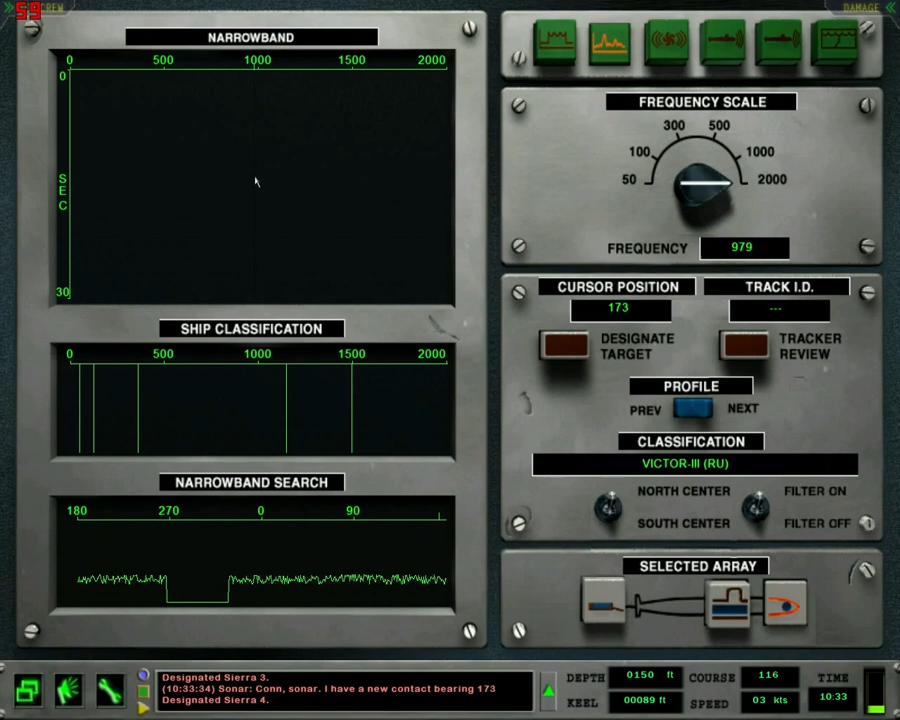 59
CREW
DAMAGE
NARROWBAND
0 500 1000 1500 2000
0
SEC
30
SHIP CLASSIFICATION
0 500 1000 1500 2000
NARROWBAND SEARCH
180 270 0 90
FREQUENCY SCALE
50 100 300 500 1000 2000
FREQUENCY 979
CURSOR POSITION TRACK I.D.
173 ---
DESIGNATE TARGET
TRACKER REVIEW
PROFILE
PREV NEXT
CLASSIFICATION
VICTOR-III (RU)
NORTH CENTER FILTER ON
SOUTH CENTER FILTER OFF
SELECTED ARRAY
Designated Sierra 3.
(10:33:34) Sonar: Conn, sonar. I have a new contact bearing 173
Designated Sierra 4.
DEPTH 0150 ft COURSE 116 TIME
KEEL 00089 ft SPEED 03 kts 10:33